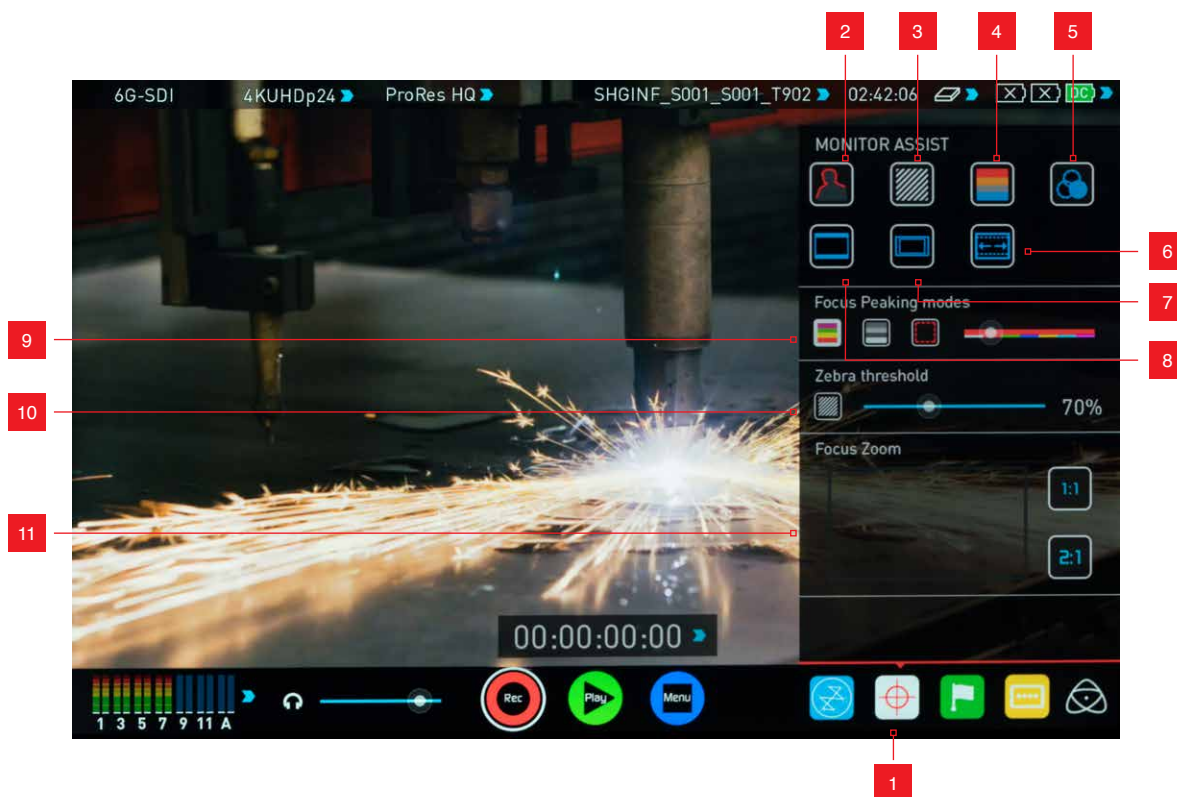 2
3
4
5
6G-SDI 4KUHDp24 ProRes HQ SHGINF_S001_S001_T902 02:42:06 DC
MONITOR ASSIST
6
7
Focus Peaking modes
9
8
Zebra threshold
10
70%
Focus Zoom
1:1
11
2:1
00:00:00:00
Rec
Play
Menu
1 3 5 7 9 11 A
1